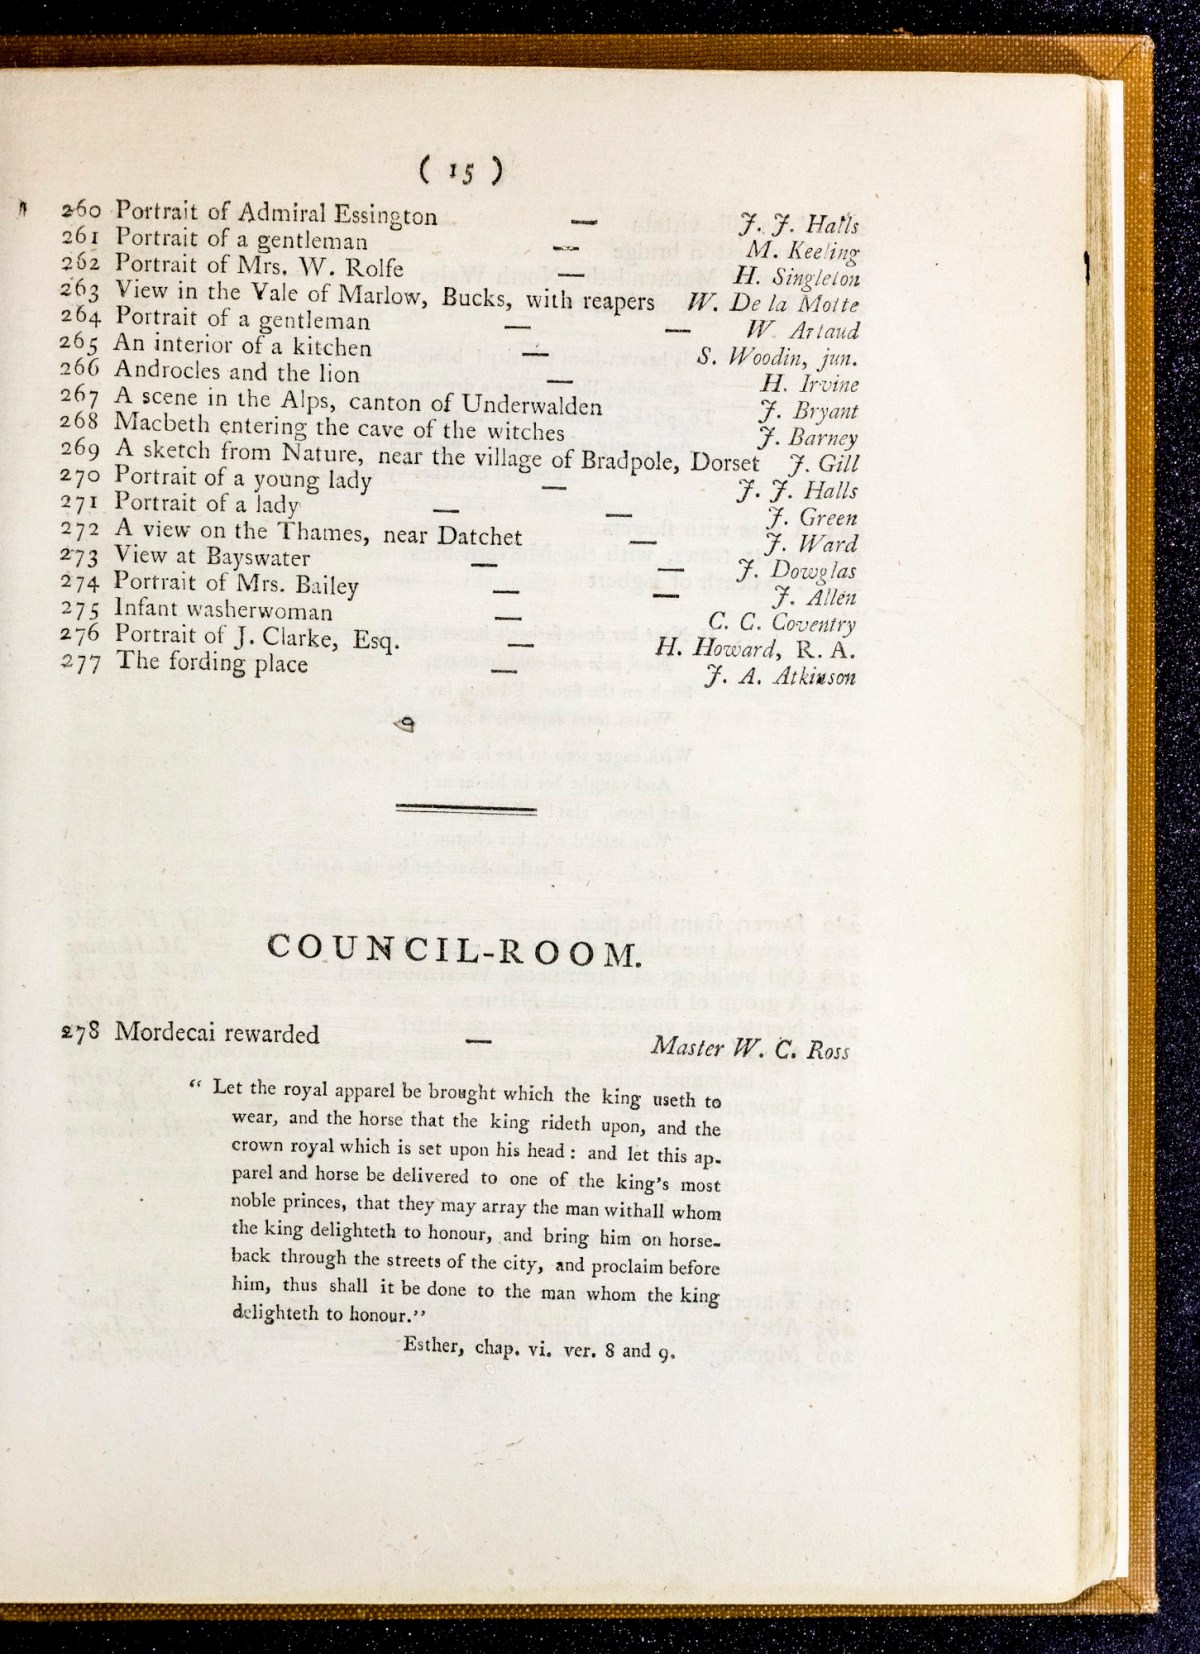 ( 15 )
260 Portrait of Admiral Essington — J. J. Halls
261 Portrait of a gentleman — M. Keeling
262 Portrait of Mrs. W. Rolfe — H. Singleton
263 View in the Vale of Marlow, Bucks, with reapers W. De la Motte
264 Portrait of a gentleman — — W. Artaud
265 An interior of a kitchen — S. Woodin, jun.
266 Androcles and the lion — H. Irvine
267 A scene in the Alps, canton of Underwalden J. Bryant
268 Macbeth entering the cave of the witches J. Barney
269 A sketch from Nature, near the village of Bradpole, Dorset J. Gill
270 Portrait of a young lady — J. J. Halls
271 Portrait of a lady — — J. Green
272 A view on the Thames, near Datchet — J. Ward
273 View at Bayswater — — J. Dowglas
274 Portrait of Mrs. Bailey — — J. Allen
275 Infant washerwoman — C. C. Coventry
276 Portrait of J. Clarke, Esq. — H. Howard, R. A.
277 The fording place — J. A. Atkinson
COUNCIL-ROOM.
278 Mordecai rewarded — Master W. C. Ross
“ Let the royal apparel be brought which the king useth to
wear, and the horse that the king rideth upon, and the
crown royal which is set upon his head : and let this ap-
parel and horse be delivered to one of the king's most
noble princes, that they may array the man withall whom
the king delighteth to honour, and bring him on horse-
back through the streets of the city, and proclaim before
him, thus shall it be done to the man whom the king
delighteth to honour.”
Esther, chap. vi. ver. 8 and 9.